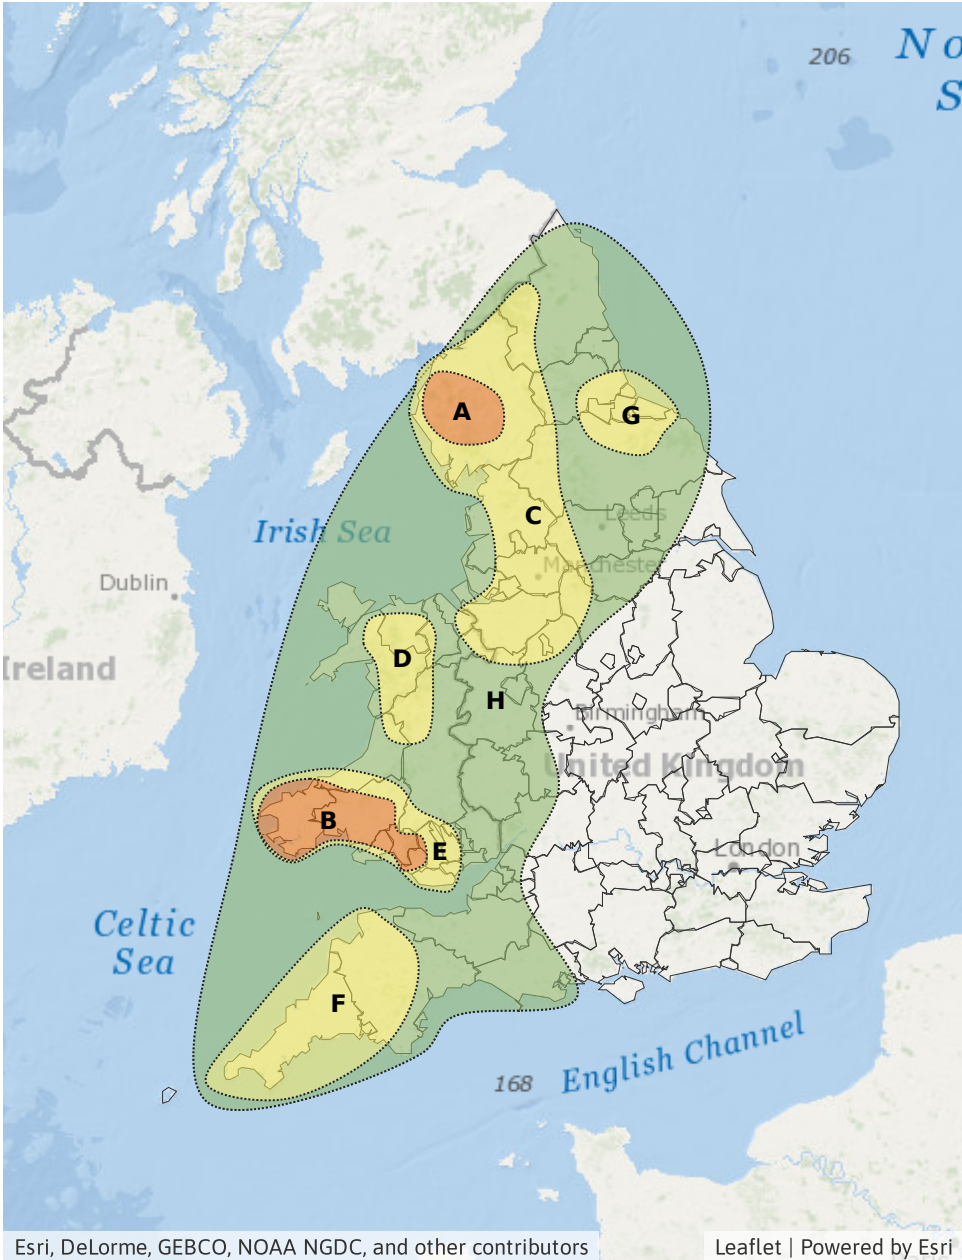 206
No
S
A
G
C
Leeds
Irish Sea
Manchester
Dublin
D
Ireland
H
Birmingham
United Kingdom
B
E
London
Celtic
Sea
F
168
English Channel
Esri, DeLorme, GEBCO, NOAA NGDC, and other contributors
Leaflet | Powered by Esri